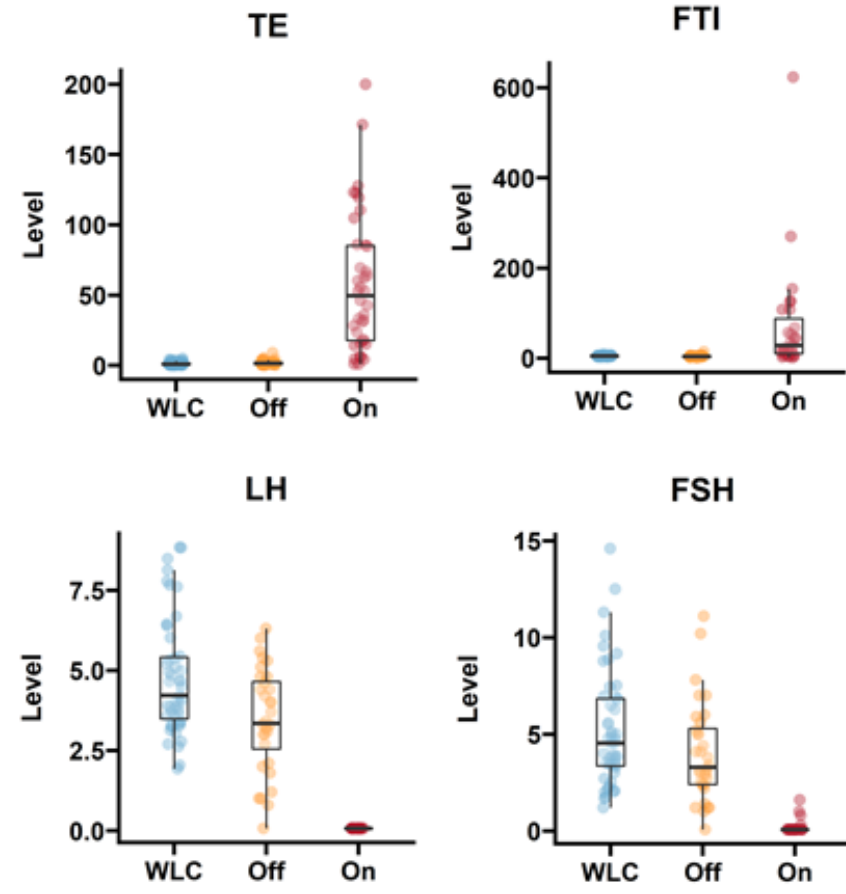 TE
200
150
100
50
0
Level
WLC Off On
FTI
600
400
200
0
Level
WLC Off On
LH
7.5
5.0
2.5
0.0
Level
WLC Off On
FSH
15
10
5
0
Level
WLC Off On